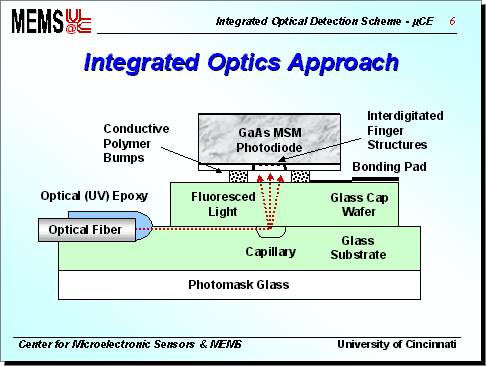 MEMS U@C
Integrated Optical Detection Scheme - µCE 6
Integrated Optics Approach
Conductive
Polymer
Bumps
GaAs MSM
Photodiode
Interdigitated
Finger
Structures
Bonding Pad
Optical (UV) Epoxy
Fluoresced
Light
Glass Cap
Wafer
Optical Fiber
Capillary
Glass
Substrate
Photomask Glass
Center for Microelectronic Sensors & MEMS
University of Cincinnati